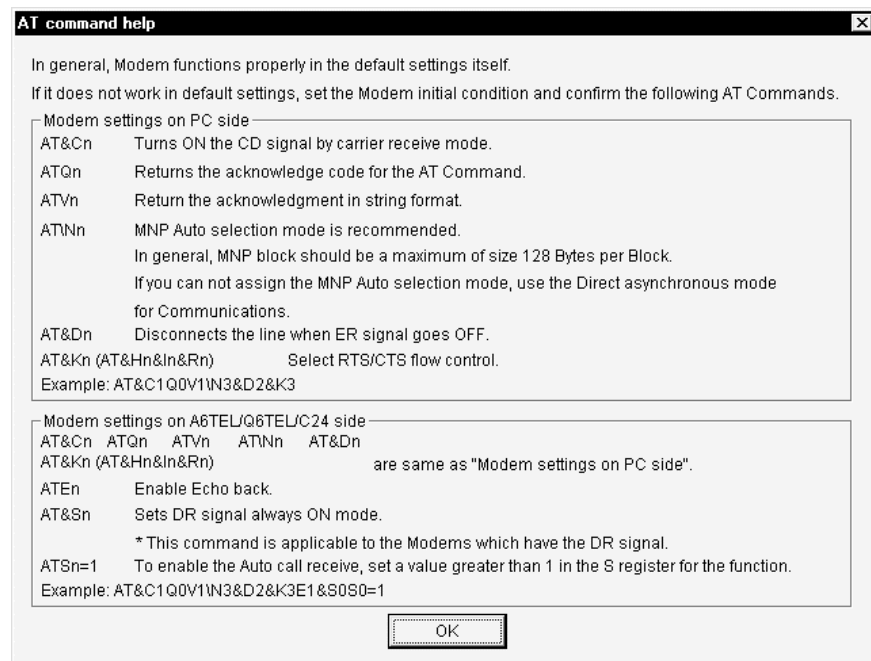 AT command help
In general, Modem functions properly in the default settings itself.
If it does not work in default settings, set the Modem initial condition and confirm the following AT Commands.
Modem settings on PC side
AT&Cn Turns ON the CD signal by carrier receive mode.
ATQn Returns the acknowledge code for the AT Command.
ATVn Return the acknowledgment in string format.
AT\Nn MNP Auto selection mode is recommended.
In general, MNP block should be a maximum of size 128 Bytes per Block.
If you can not assign the MNP Auto selection mode, use the Direct asynchronous mode
for Communications.
AT&Dn Disconnects the line when ER signal goes OFF.
AT&Kn (AT&Hn&In&Rn) Select RTS/CTS flow control.
Example: AT&C1Q0V1\N3&D2&K3
Modem settings on A6TEL/Q6TEL/C24 side
AT&Cn ATQn ATVn AT\Nn AT&Dn
AT&Kn (AT&Hn&In&Rn) are same as "Modem settings on PC side".
ATEn Enable Echo back.
AT&Sn Sets DR signal always ON mode.
* This command is applicable to the Modems which have the DR signal.
ATSn=1 To enable the Auto call receive, set a value greater than 1 in the S register for the function.
Example: AT&C1Q0V1\N3&D2&K3E1&S0S0=1
OK